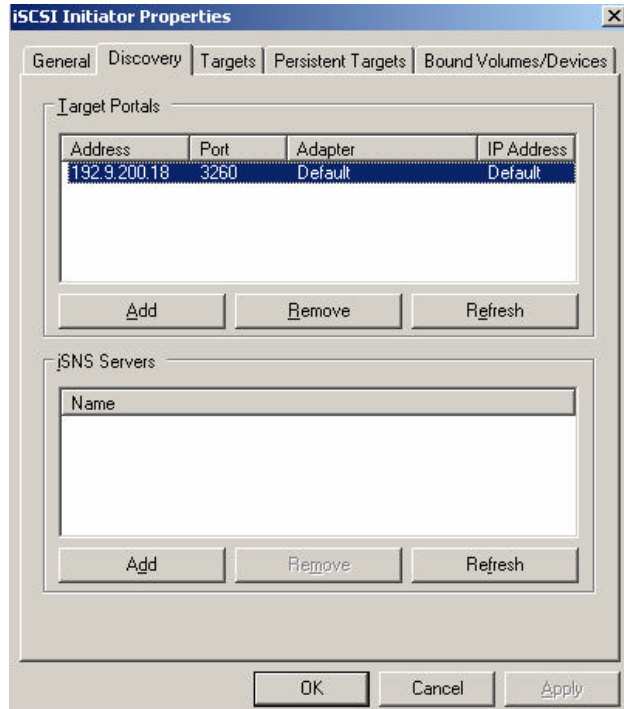 iSCSI Initiator Properties
General Discovery Targets Persistent Targets Bound Volumes/Devices
Target Portals
Address Port Adapter IP Address
192.9.200.18 3260 Default Default
Add Remove Refresh
iSNS Servers
Name
Add Remove Refresh
OK Cancel Apply